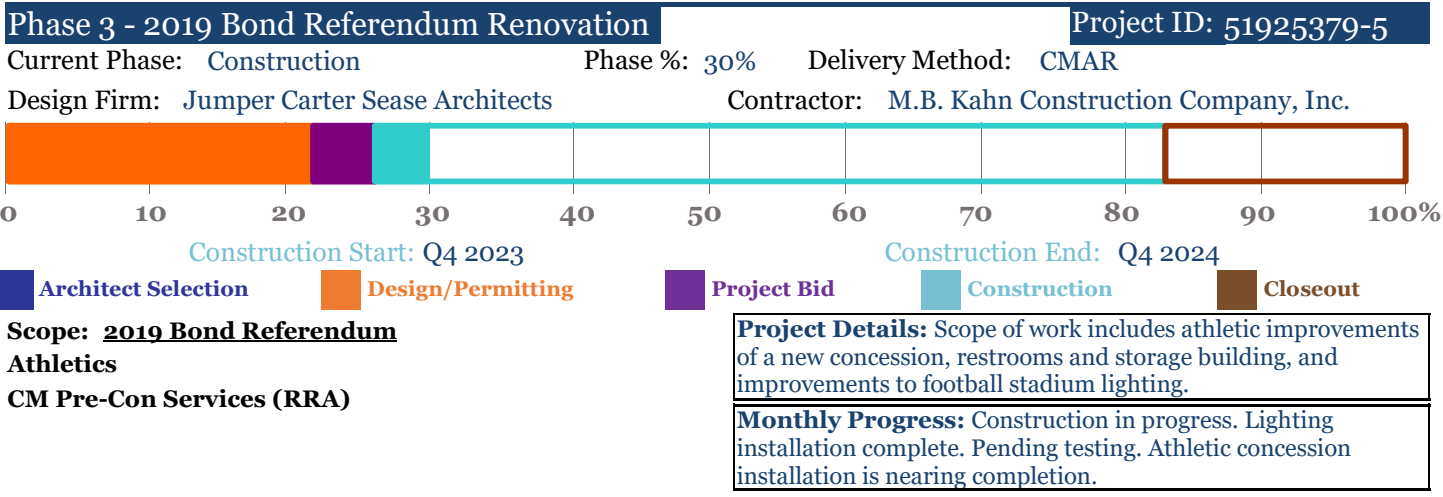 Phase 3 - 2019 Bond Referendum Renovation Project ID: 51925379-5
Current Phase: Construction Phase %: 30% Delivery Method: CMAR
Design Firm: Jumper Carter Sease Architects Contractor: M.B. Kahn Construction Company, Inc.
0 10 20 30 40 50 60 70 80 90 100%
Construction Start: Q4 2023 Construction End: Q4 2024
Architect Selection Design/Permitting Project Bid Construction Closeout
Scope: 2019 Bond Referendum
Athletics
CM Pre-Con Services (RRA)
Project Details: Scope of work includes athletic improvements
of a new concession, restrooms and storage building, and
improvements to football stadium lighting.
Monthly Progress: Construction in progress. Lighting
installation complete. Pending testing. Athletic concession
installation is nearing completion.